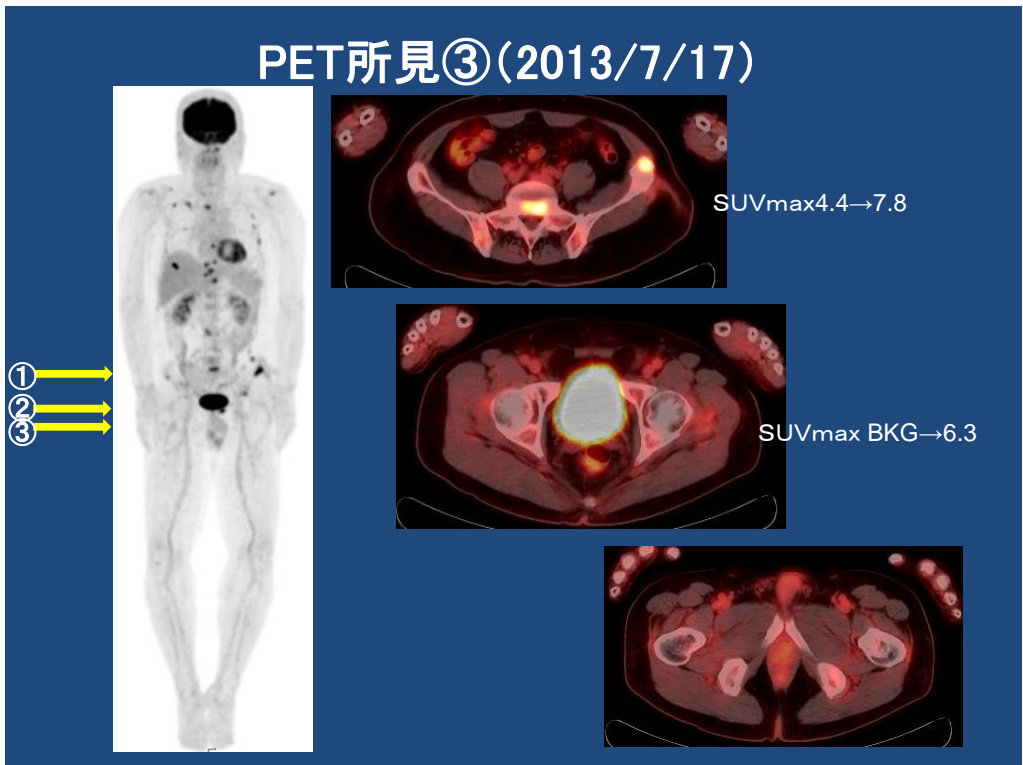 PET所見③(2013/7/17)
SUVmax4.4→7.8
①
②
③
SUVmax BKG→6.3